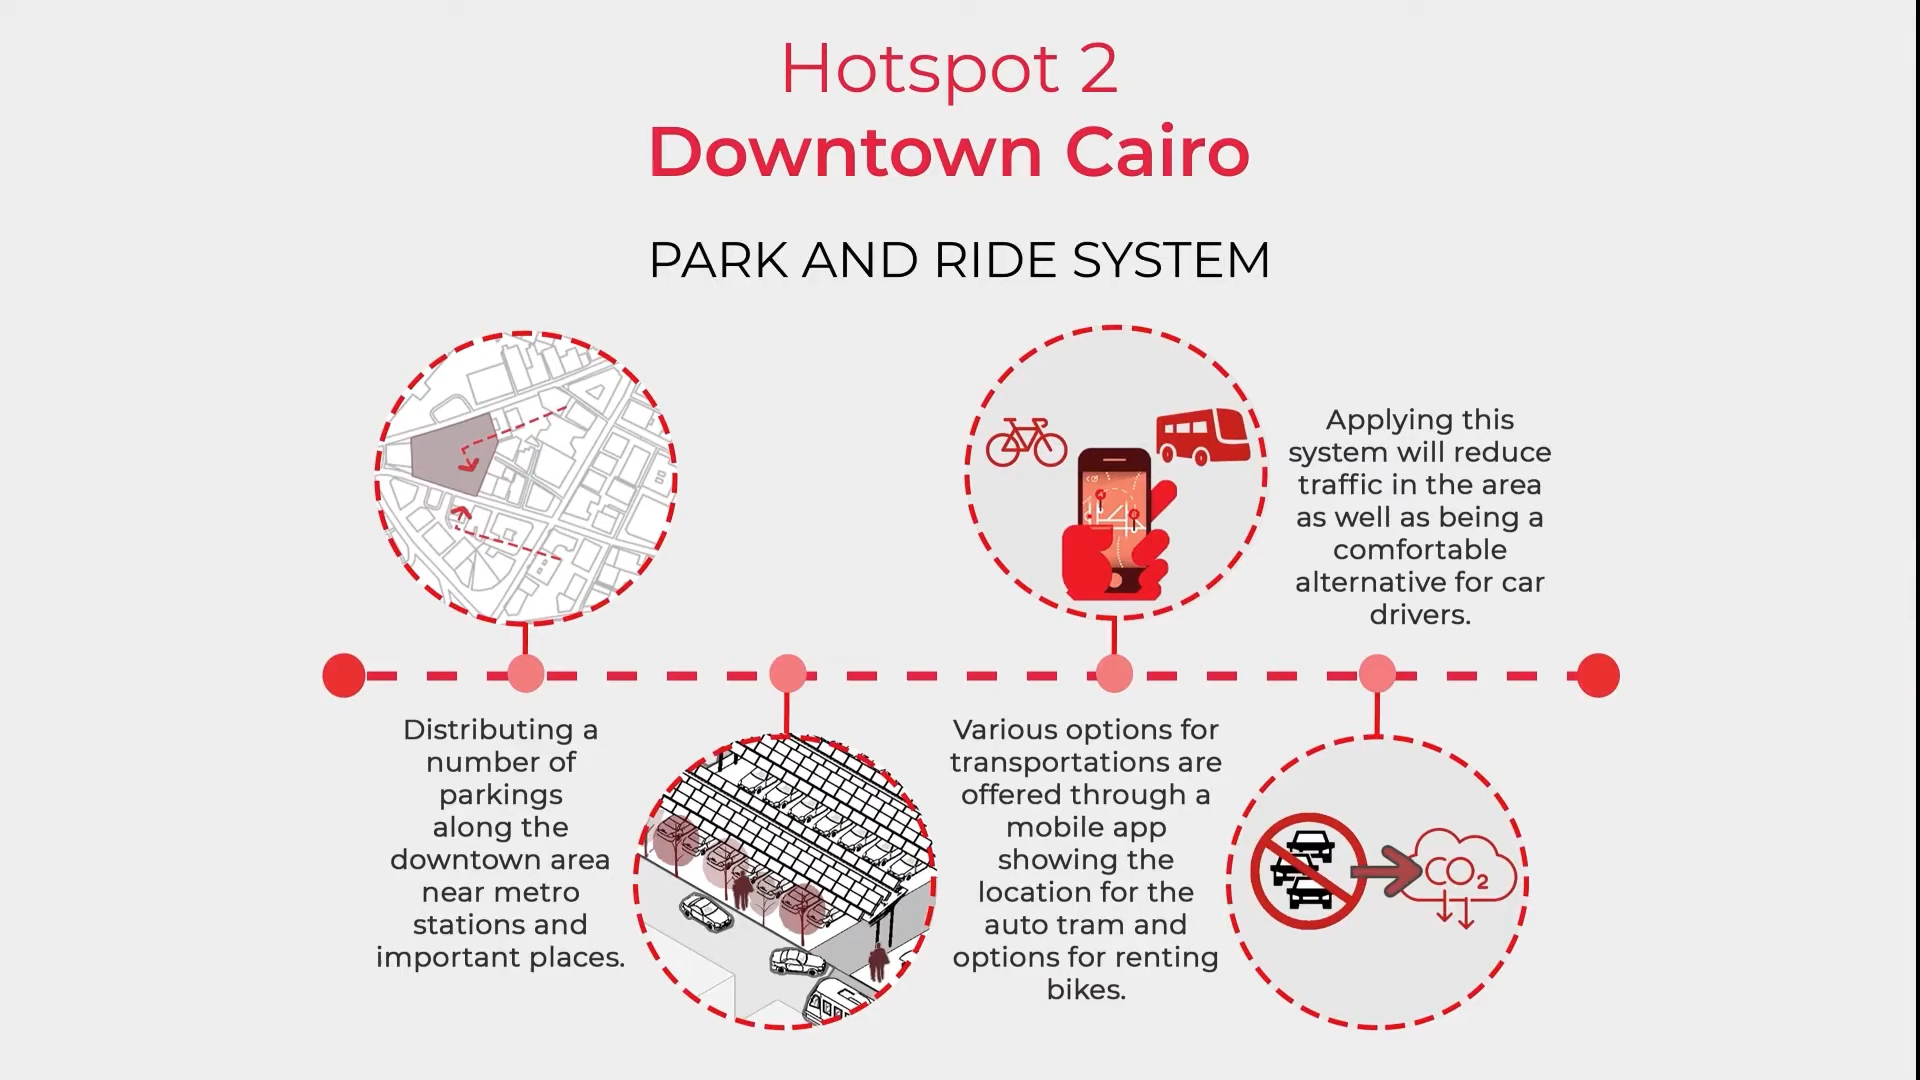 Hotspot 2
Downtown Cairo
PARK AND RIDE SYSTEM
Distributing a
number of
parkings
along the
downtown area
near metro
stations and
important places.
Various options for
transportations are
offered through a
mobile app
showing the
location for the
auto tram and
options for renting
bikes.
Applying this
system will reduce
traffic in the area
as well as being a
comfortable
alternative for car
drivers.
CO2